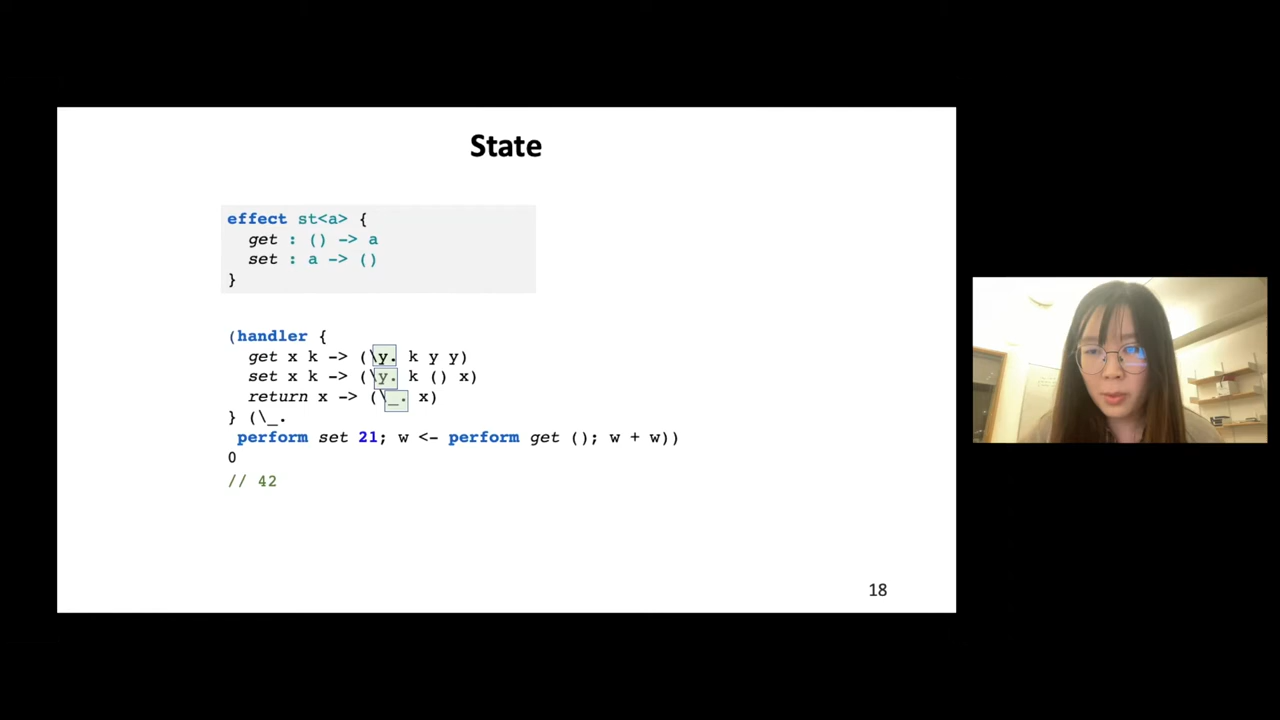 State
effect st<a> {
get : () -> a
set : a -> ()
}
(handler {
get x k -> (\y. k y y)
set x k -> (\y. k () x)
return x -> (\_. x)
} (\_.
perform set 21; w <- perform get (); w + w))
0
// 42
18